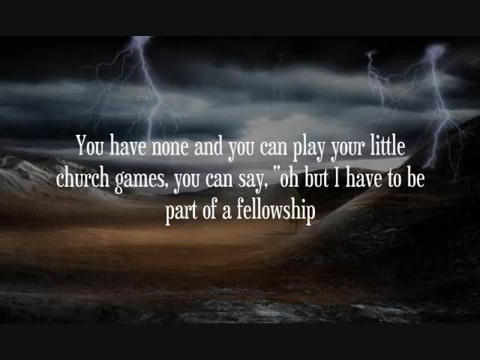 You have none and you can play your little
church games, you can say, "oh but I have to be
part of a fellowship